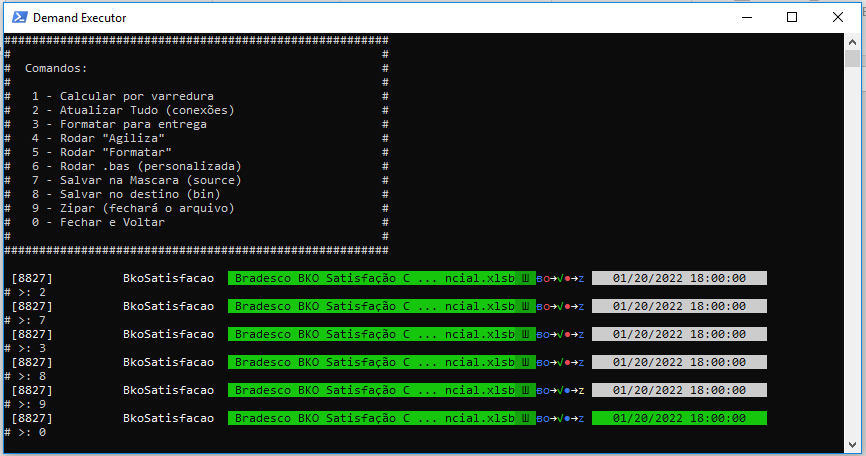 Demand Executor
######################################################
#                                                    #
#  Comandos:                                         #
#                                                    #
#   1 - Calcular por varredura                       #
#   2 - Atualizar Tudo (conexões)                    #
#   3 - Formatar para entrega                        #
#   4 - Rodar "Agiliza"                              #
#   5 - Rodar "Formatar"                             #
#   6 - Rodar .bas (personalizada)                   #
#   7 - Salvar na Mascara (source)                   #
#   8 - Salvar no destino (bin)                      #
#   9 - Zipar (fechará o arquivo)                    #
#   0 - Fechar e Voltar                              #
#                                                    #
######################################################
[8827] BkoSatisfacao Bradesco BKO Satisfação C ... ncial.xlsb Ш вo→√●→z 01/20/2022 18:00:00
# >: 2
[8827] BkoSatisfacao Bradesco BKO Satisfação C ... ncial.xlsb Ш вo→√●→z 01/20/2022 18:00:00
# >: 7
[8827] BkoSatisfacao Bradesco BKO Satisfação C ... ncial.xlsb Ш вo→√●→z 01/20/2022 18:00:00
# >: 3
[8827] BkoSatisfacao Bradesco BKO Satisfação C ... ncial.xlsb Ш вo→√●→z 01/20/2022 18:00:00
# >: 8
[8827] BkoSatisfacao Bradesco BKO Satisfação C ... ncial.xlsb Ш вo→√●→z 01/20/2022 18:00:00
# >: 9
[8827] BkoSatisfacao Bradesco BKO Satisfação C ... ncial.xlsb Ш вo→√●→z 01/20/2022 18:00:00
# >: 0